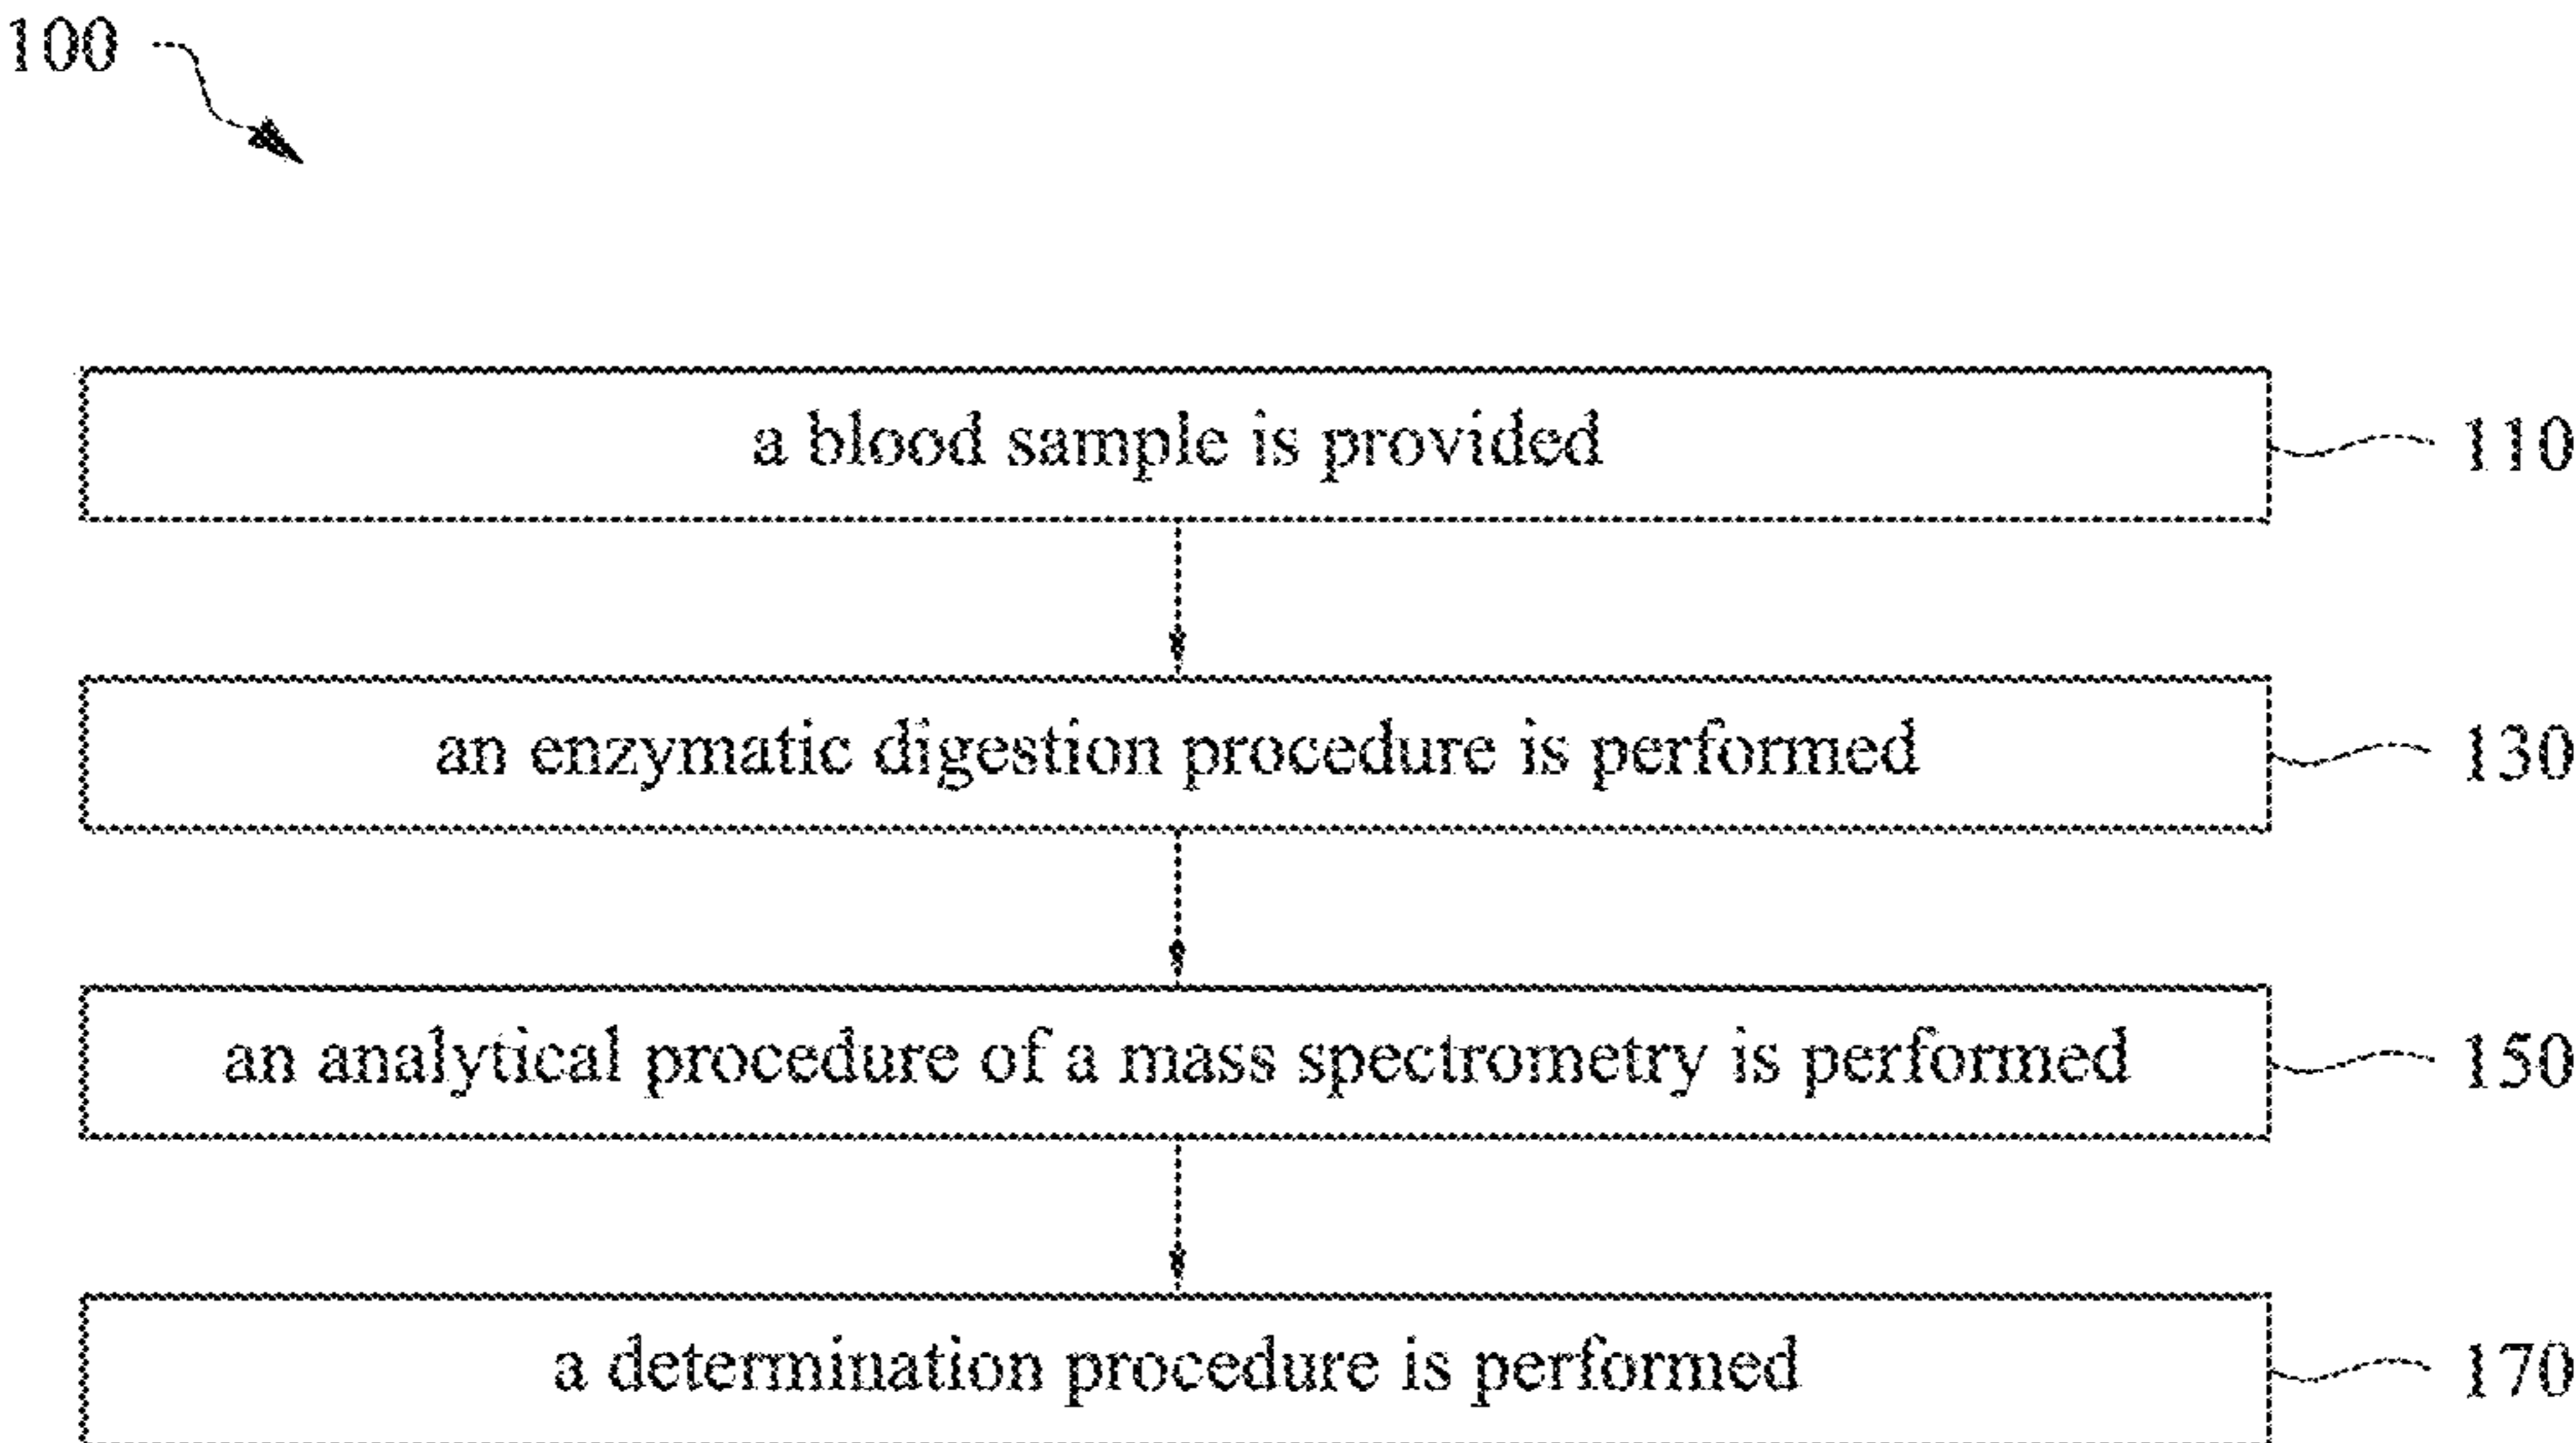 100
a blood sample is provided
110
an enzymatic digestion procedure is performed
130
an analytical procedure of a mass spectrometry is performed
150
a determination procedure is performed
170